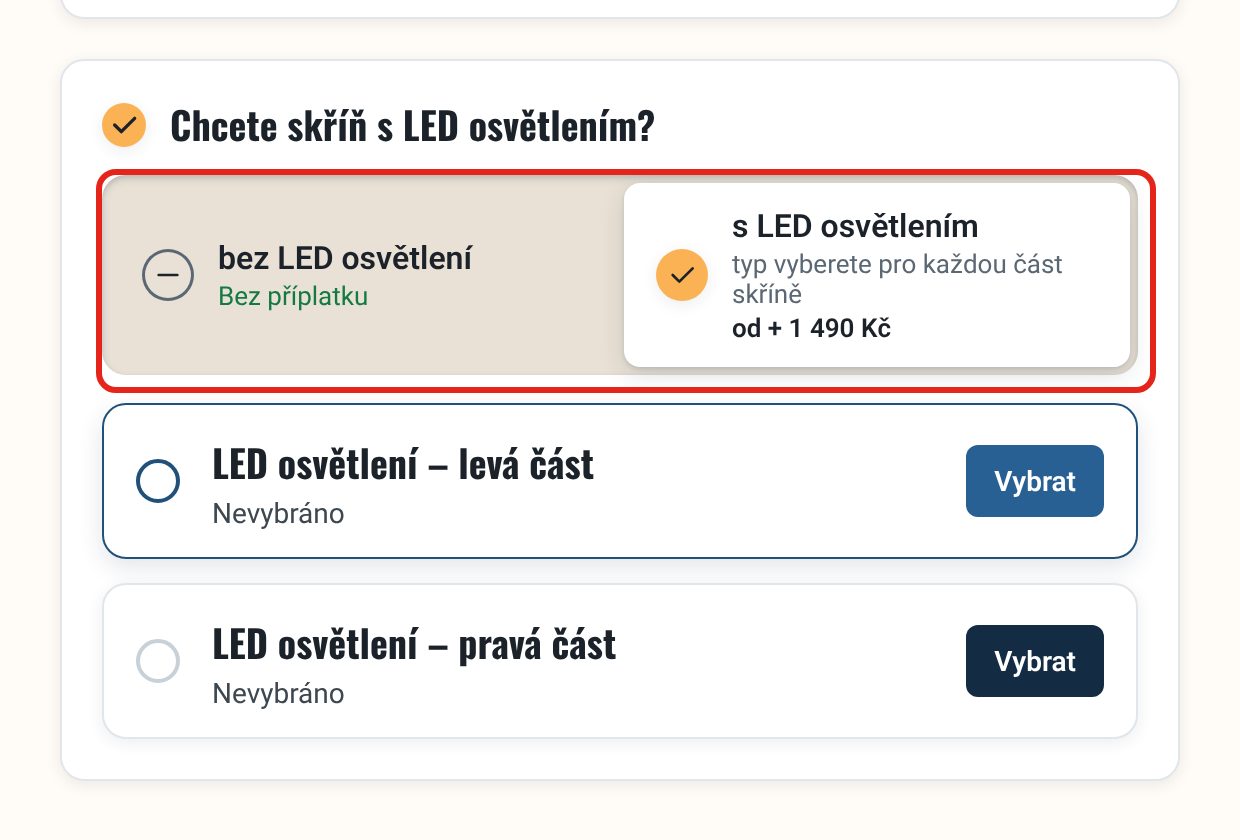 Chcete skříň s LED osvětlením?
bez LED osvětlení
Bez příplatku
s LED osvětlením
typ vyberete pro každou část
skříně
od + 1 490 Kč
LED osvětlení – levá část
Nevybráno
Vybrat
LED osvětlení – pravá část
Nevybráno
Vybrat